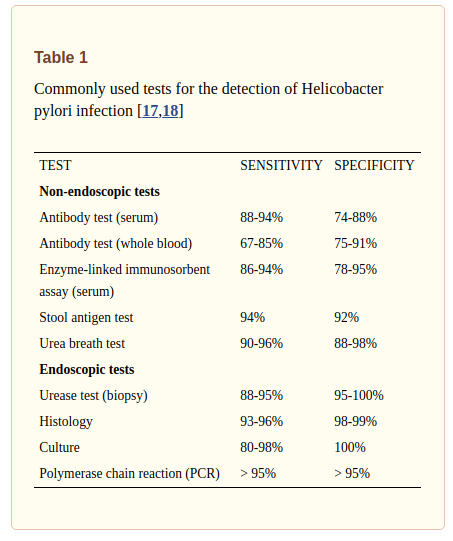 Table 1
Commonly used tests for the detection of Helicobacter
pylori infection [17,18]
TEST SENSITIVITY SPECIFICITY
Non-endoscopic tests
Antibody test (serum) 88-94% 74-88%
Antibody test (whole blood) 67-85% 75-91%
Enzyme-linked immunosorbent 86-94% 78-95%
assay (serum)
Stool antigen test 94% 92%
Urea breath test 90-96% 88-98%
Endoscopic tests
Urease test (biopsy) 88-95% 95-100%
Histology 93-96% 98-99%
Culture 80-98% 100%
Polymerase chain reaction (PCR) > 95% > 95%